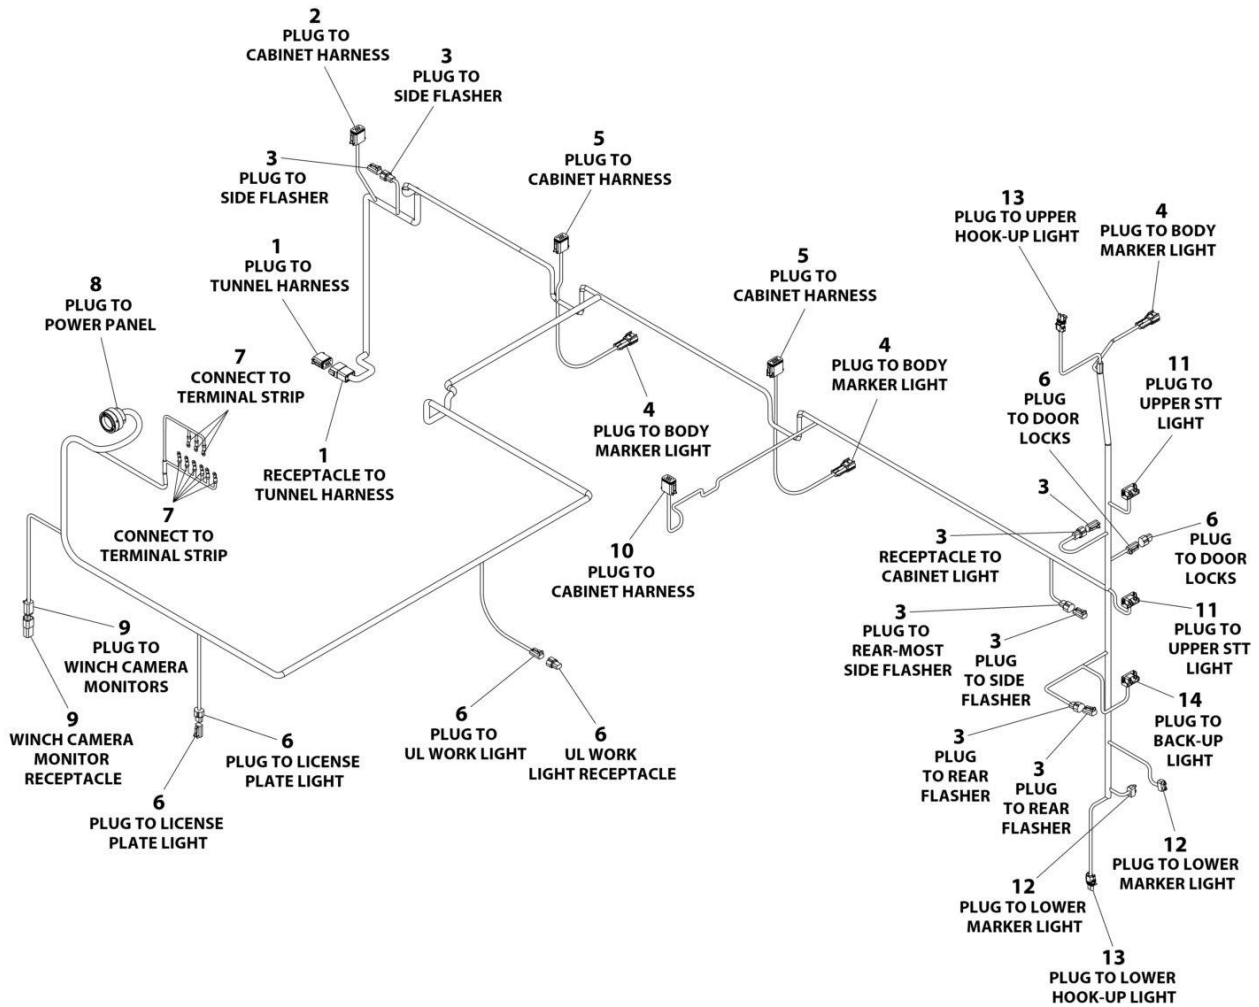 2
PLUG TO
CABINET HARNESS
3
PLUG TO
SIDE FLASHER
3
PLUG TO
SIDE FLASHER
5
PLUG TO
CABINET HARNESS
13
PLUG TO UPPER
HOOK-UP LIGHT
4
PLUG TO BODY
MARKER LIGHT
1
PLUG TO
TUNNEL HARNESS
5
PLUG TO
CABINET HARNESS
8
PLUG TO
POWER PANEL
7
CONNECT TO
TERMINAL STRIP
4
PLUG TO BODY
MARKER LIGHT
6
PLUG
TO DOOR
LOCKS
11
PLUG TO
UPPER STT
LIGHT
4
PLUG TO BODY
MARKER LIGHT
1
RECEPTACLE TO
TUNNEL HARNESS
7
CONNECT TO
TERMINAL STRIP
10
PLUG TO
CABINET HARNESS
3
3
RECEPTACLE TO
CABINET LIGHT
6
PLUG
TO DOOR
LOCKS
9
PLUG TO
WINCH CAMERA
MONITORS
3
PLUG TO
REAR-MOST
SIDE FLASHER
3
PLUG
TO SIDE
FLASHER
11
PLUG TO
UPPER STT
LIGHT
9
WINCH CAMERA
MONITOR
RECEPTACLE
6
PLUG TO LICENSE
PLATE LIGHT
6
PLUG TO
UL WORK LIGHT
6
UL WORK
LIGHT RECEPTACLE
14
PLUG TO
BACK-UP
LIGHT
3
PLUG
TO REAR
FLASHER
3
PLUG
TO REAR
FLASHER
6
PLUG TO LICENSE
PLATE LIGHT
12
PLUG TO LOWER
MARKER LIGHT
12
PLUG TO LOWER
MARKER LIGHT
13
PLUG TO LOWER
HOOK-UP LIGHT